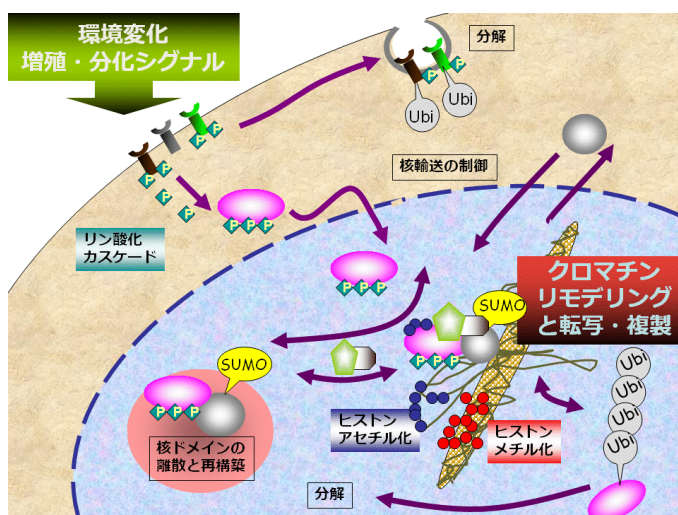 環境変化
増殖・分化シグナル
分解
P
P
Ubi
Ubi
P
P
P
P
P
P
P
P
P
核輸送の制御
P P P
リン酸化
カスケード
P P P
クロマチン
リモデリング
と転写・複製
SUMO
P P P
SUMO
P P P
Ubi
Ubi
Ubi
Ubi
ヒストン
アセチル化
ヒストン
メチル化
核ドメインの
離散と再構築
分解